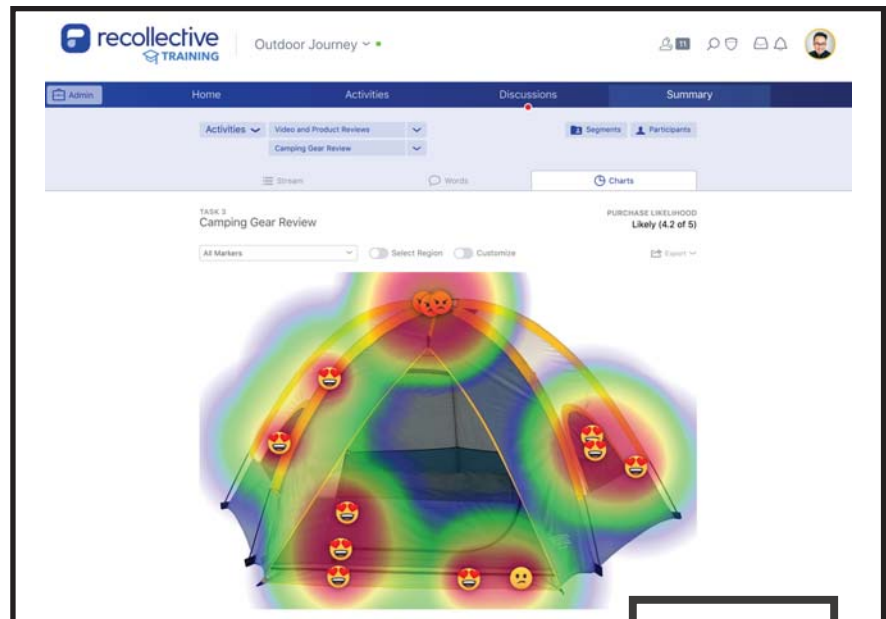 recollective
TRAINING
Outdoor Journey
11
Admin
Home
Activities
Discussions
Summary
Activities
Video and Product Reviews
Segments
Participants
Camping Gear Review
Stream
Words
Charts
TASK 3
PURCHASE LIKELIHOOD
Camping Gear Review
Likely (4.2 of 5)
All Markers
Select Region
Customize
Export